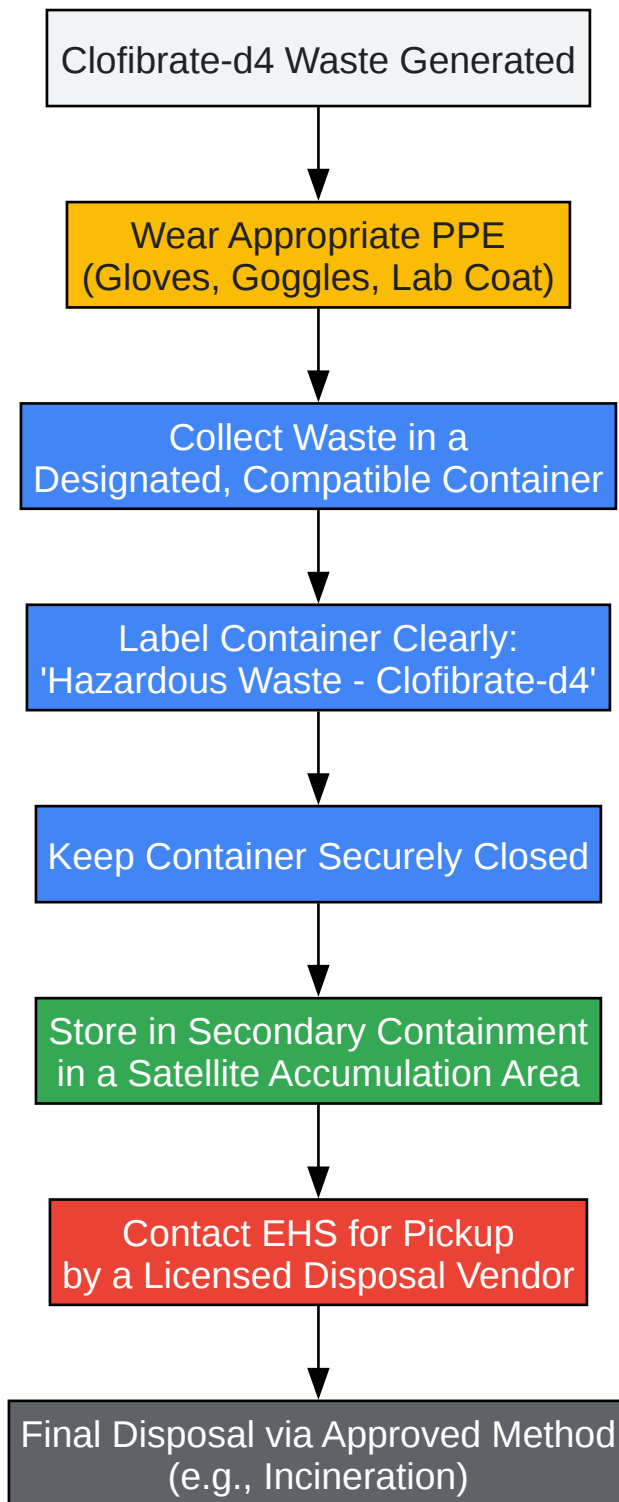 Clofibrate-d4 Waste Generated
Wear Appropriate PPE
(Gloves, Goggles, Lab Coat)
Collect Waste in a
Designated, Compatible Container
Label Container Clearly:
'Hazardous Waste - Clofibrate-d4'
Keep Container Securely Closed
Store in Secondary Containment
in a Satellite Accumulation Area
Contact EHS for Pickup
by a Licensed Disposal Vendor
Final Disposal via Approved Method
(e.g., Incineration)